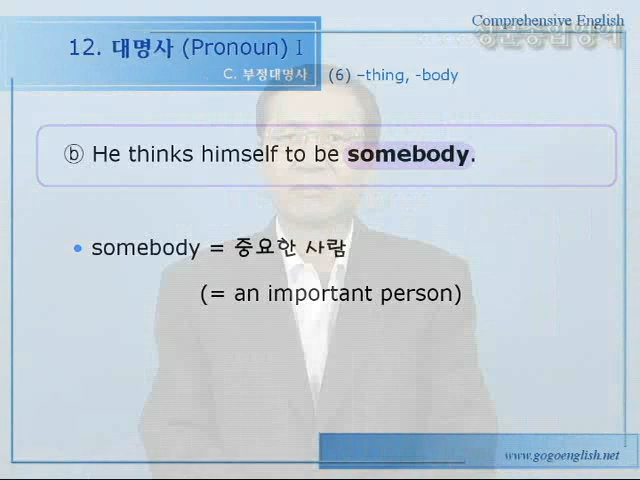 Comprehensive English
12. 대명사 (Pronoun) I
C. 부정대명사 (6) –thing, -body
ⓑ He thinks himself to be somebody.
• somebody = 중요한 사람
(= an important person)
www.gogoenglish.net